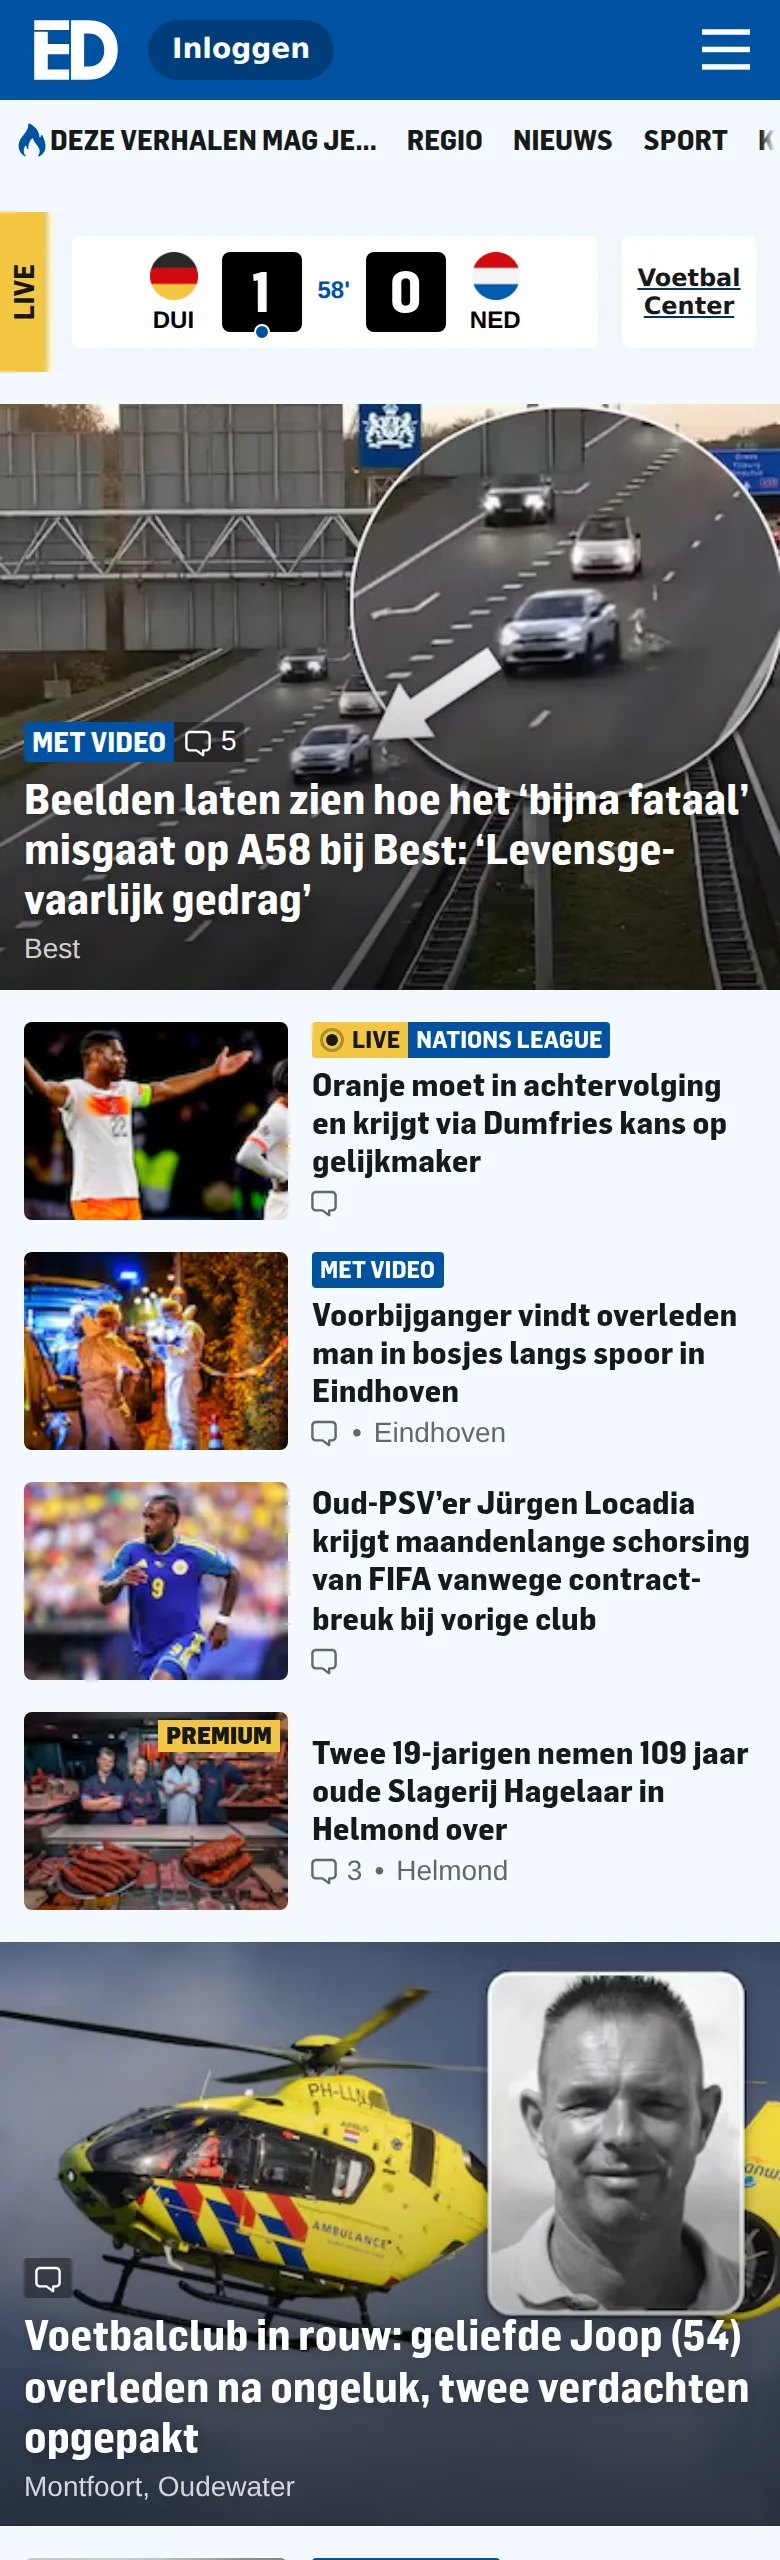 ED
Inloggen
DEZE VERHALEN MAG JE...
REGIO
NIEUWS
SPORT
K
LIVE
DUI
1
58'
0
NED
Voetbal
Center
MET VIDEO
5
Beelden laten zien hoe het ‘bijna fataal’
misgaat op A58 bij Best: ‘Levensge-
vaarlijk gedrag’
Best
LIVE NATIONS LEAGUE
Oranje moet in achtervolging
en krijgt via Dumfries kans op
gelijkmaker
MET VIDEO
Voorbijganger vindt overleden
man in bosjes langs spoor in
Eindhoven
• Eindhoven
9
Oud-PSV’er Jürgen Locadia
krijgt maandenlange schorsing
van FIFA vanwege contract-
breuk bij vorige club
PREMIUM
Twee 19-jarigen nemen 109 jaar
oude Slagerij Hagelaar in
Helmond over
3 • Helmond
PH-LLN
AMBULANCE
anw
Voetbalclub in rouw: geliefde Joop (54)
overleden na ongeluk, twee verdachten
opgepakt
Montfoort, Oudewater